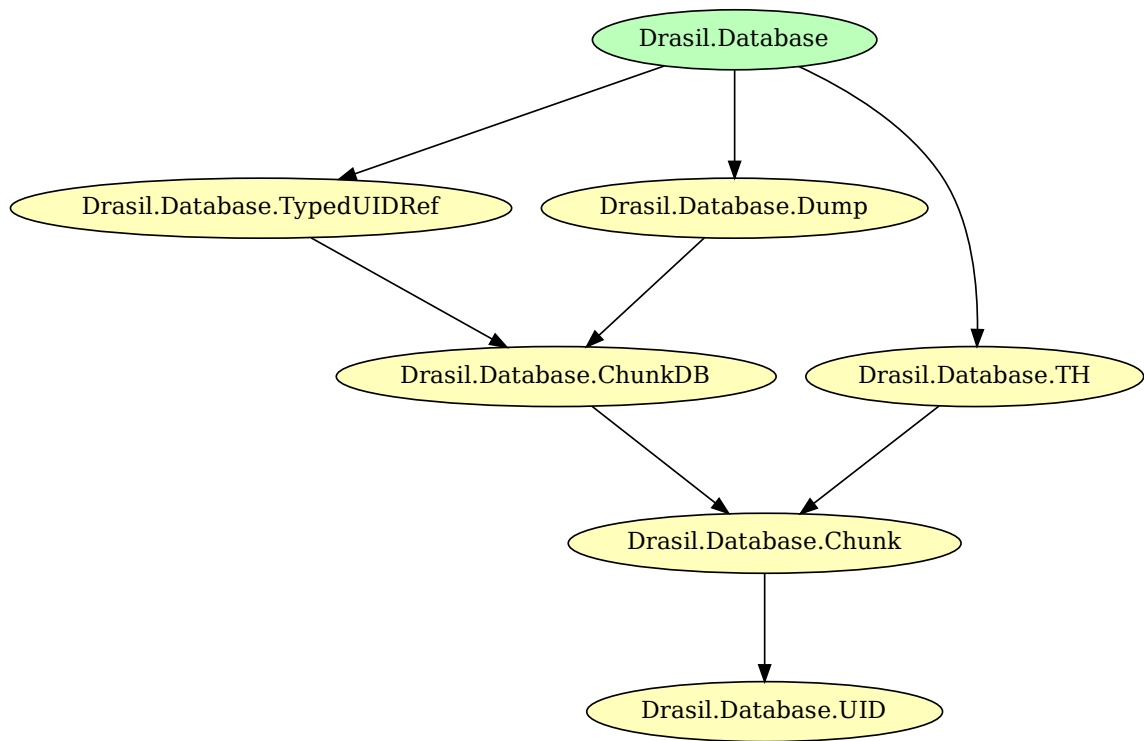 Drasil.Database
Drasil.Database.TypedUIDRef
Drasil.Database.Dump
Drasil.Database.ChunkDB
Drasil.Database.TH
Drasil.Database.Chunk
Drasil.Database.UID